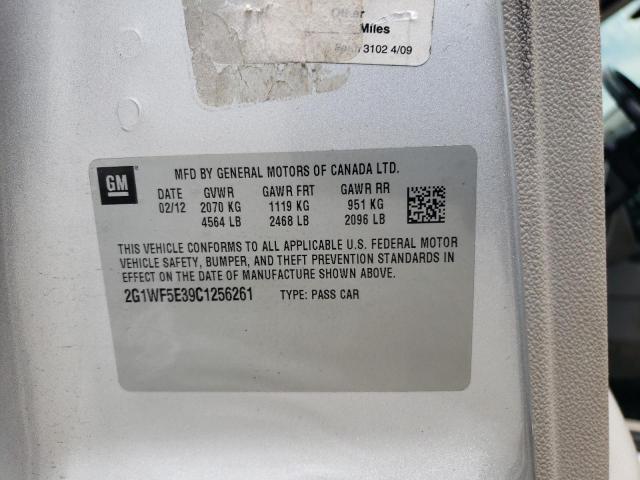 Other
Miles
3102 4/09
GM
MFD BY GENERAL MOTORS OF CANADA LTD.
DATE GVWR GAWR FRT GAWR RR
02/12 2070 KG 1119 KG 951 KG
4564 LB 2468 LB 2096 LB
THIS VEHICLE CONFORMS TO ALL APPLICABLE U.S. FEDERAL MOTOR
VEHICLE SAFETY, BUMPER, AND THEFT PREVENTION STANDARDS IN
EFFECT ON THE DATE OF MANUFACTURE SHOWN ABOVE.
2G1WF5E39C1256261 TYPE: PASS CAR